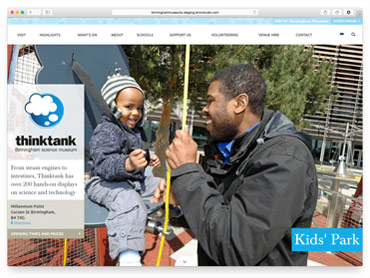 birminghammuseums.staging.emotioncite.com
VISIT
HIGHLIGHTS
WHAT'S ON
ABOUT
SCHOOLS
SUPPORT US
VOLUNTEERING
VENUE HIRE
CONTACT
thinktank
Birmingham science museum
From steam engines to
intestines, Thinktank has
over 200 hands-on displays
on science and technology
Millennium Point
Curzon St Birmingham,
B4 7XG
OPENING TIMES AND PRICES
Kids' Park